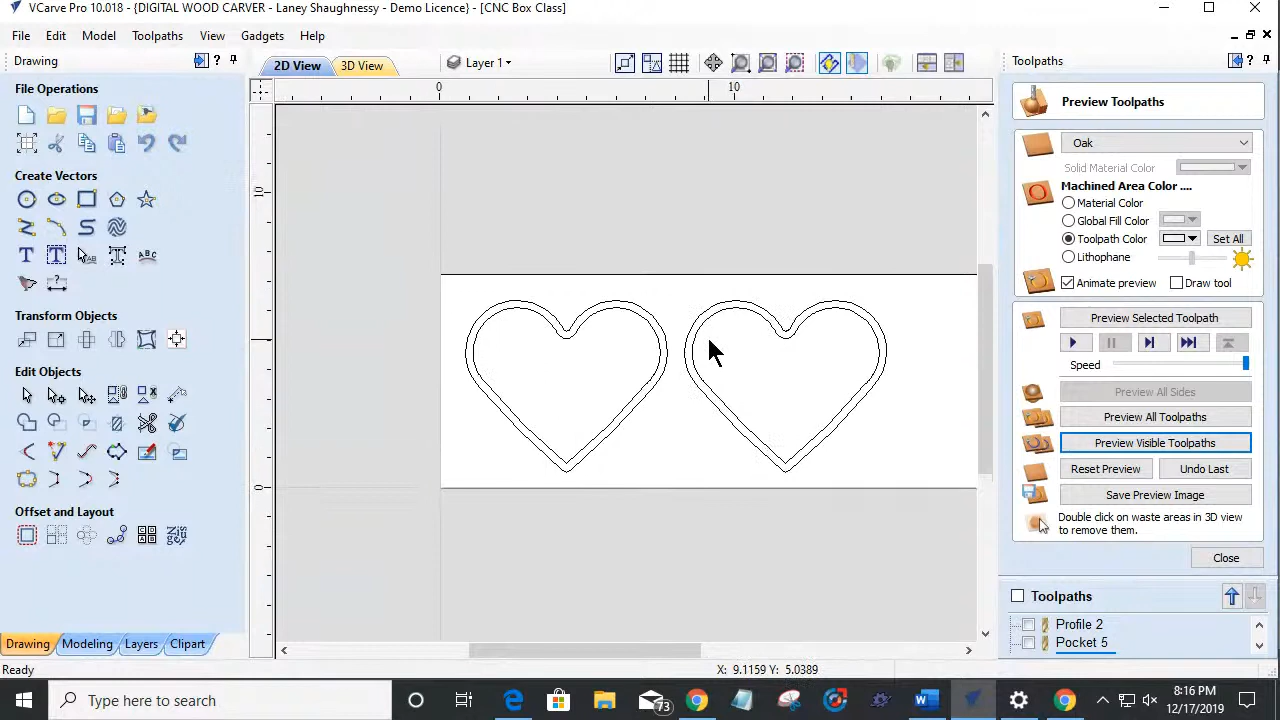 VCarve Pro 10.018 - {DIGITAL WOOD CARVER - Laney Shaughnessy - Demo Licence} - [CNC Box Class]
File Edit Model Toolpaths View Gadgets Help
Drawing
2D View 3D View
Layer 1
Toolpaths
File Operations
Create Vectors
Transform Objects
Edit Objects
Offset and Layout
Drawing Modeling Layers Clipart
0 10
10
0
Preview Toolpaths
Oak
Solid Material Color
Machined Area Color ....
Material Color
Global Fill Color
Toolpath Color Set All
Lithophane
Animate preview Draw tool
Preview Selected Toolpath
Speed
Preview All Sides
Preview All Toolpaths
Preview Visible Toolpaths
Reset Preview Undo Last
Save Preview Image
Double click on waste areas in 3D view
to remove them.
Close
Toolpaths
Profile 2
Pocket 5
Ready
X: 9.1159 Y: 5.0389
Type here to search
73
8:16 PM
12/17/2019